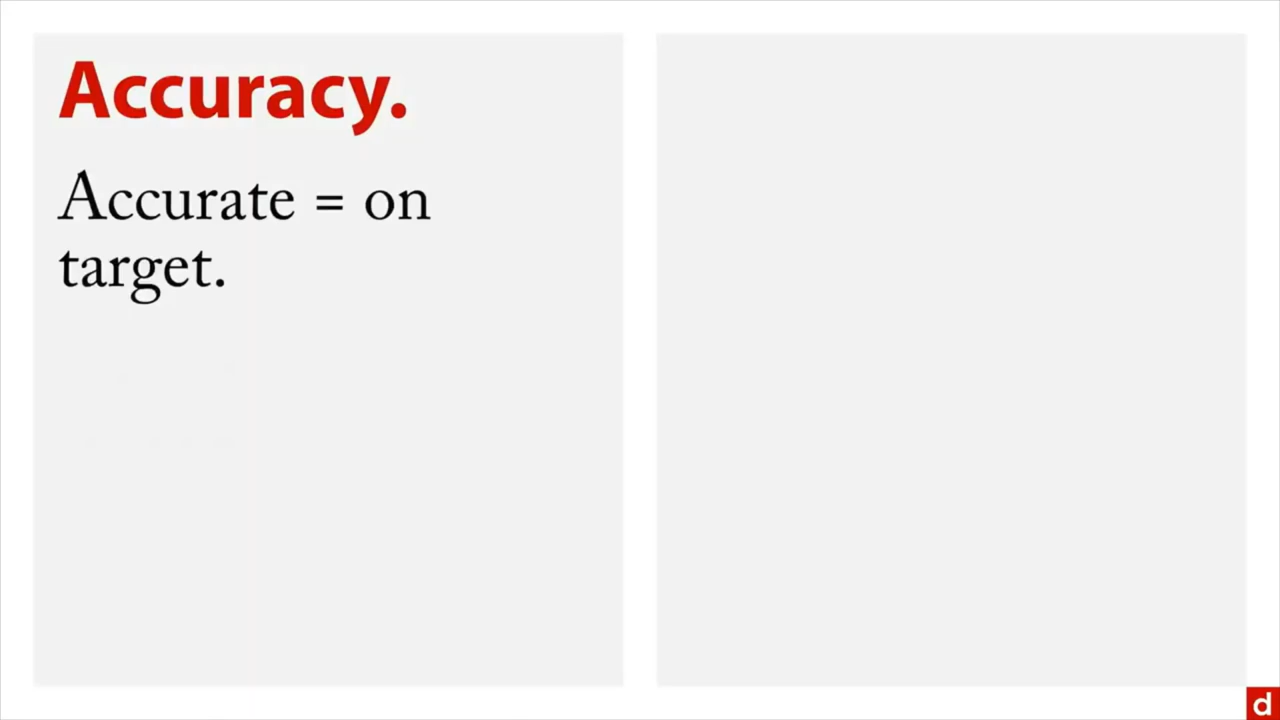 Accuracy.
Accurate = on
target.
d